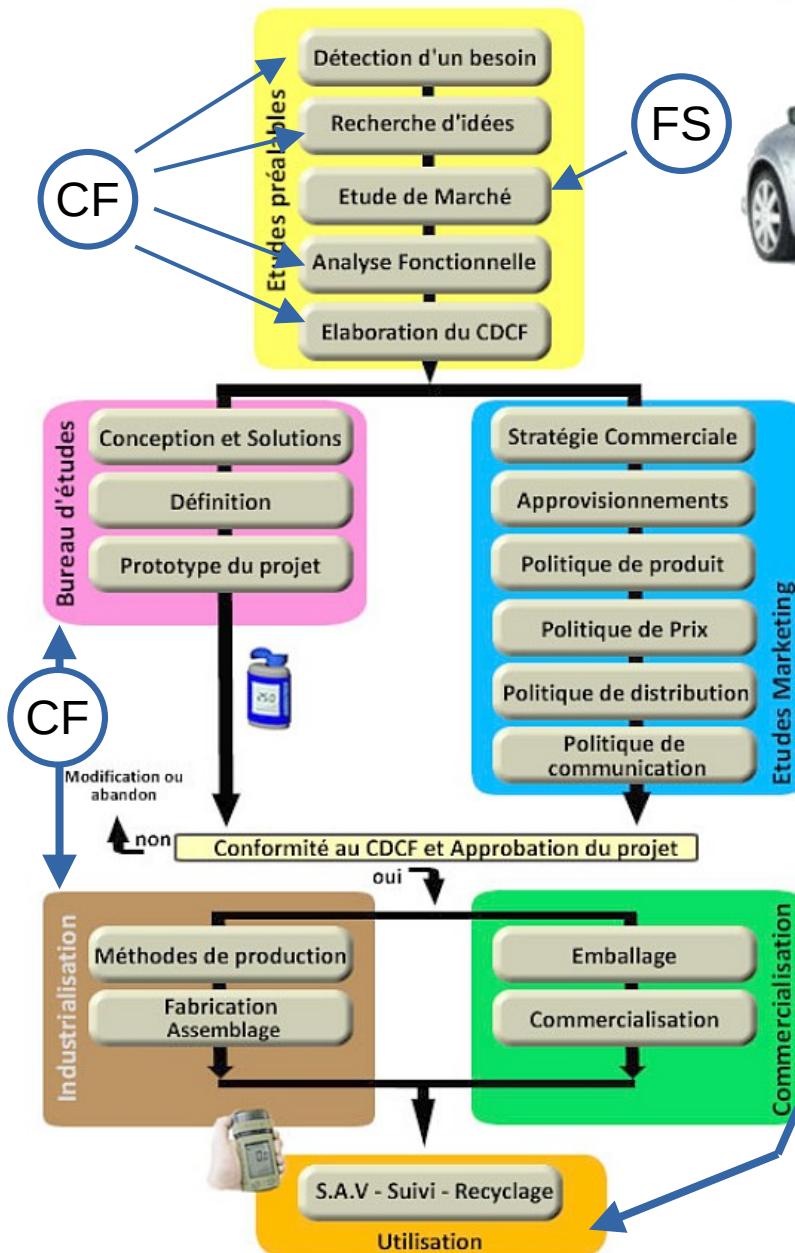 Détection d'un besoin
Recherche d'idées
FS
Etudes préalables
CF
Etude de Marché
Analyse Fonctionnelle
Elaboration du CDCF
Bureau d'études
Conception et Solutions
Définition
Prototype du projet
Stratégie Commerciale
Approvisionnements
Politique de produit
Politique de Prix
Politique de distribution
Politique de
communication
Etudes Marketing
CF
Modification ou
abandon
non
Conformité au CDCF et Approbation du projet
oui
Industrialisation
Méthodes de production
Fabrication
Assemblage
Emballage
Commercialisation
Commercialisation
S.A.V - Suivi - Recyclage
Utilisation